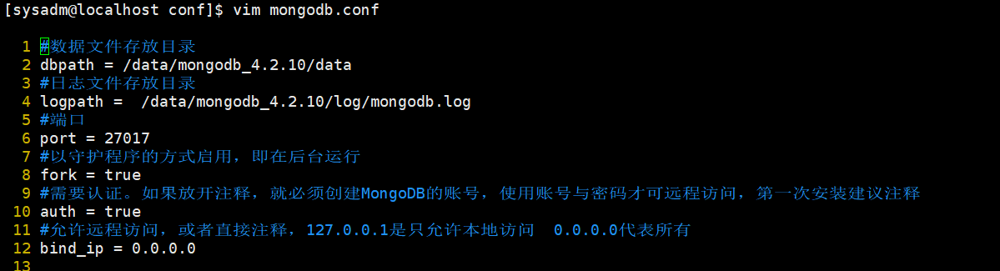 [sysadm@localhost conf]$ vim mongodb.conf
1 #数据文件存放目录
2 dbpath = /data/mongodb_4.2.10/data
3 #日志文件存放目录
4 logpath =  /data/mongodb_4.2.10/log/mongodb.log
5 #端口
6 port = 27017
7 #以守护程序的方式启用，即在后台运行
8 fork = true
9 #需要认证。如果放开注释，就必须创建MongoDB的账号，使用账号与密码才可远程访问，第一次安装建议注释
10 auth = true
11 #允许远程访问，或者直接注释，127.0.0.1是只允许本地访问  0.0.0.0代表所有
12 bind_ip = 0.0.0.0
13